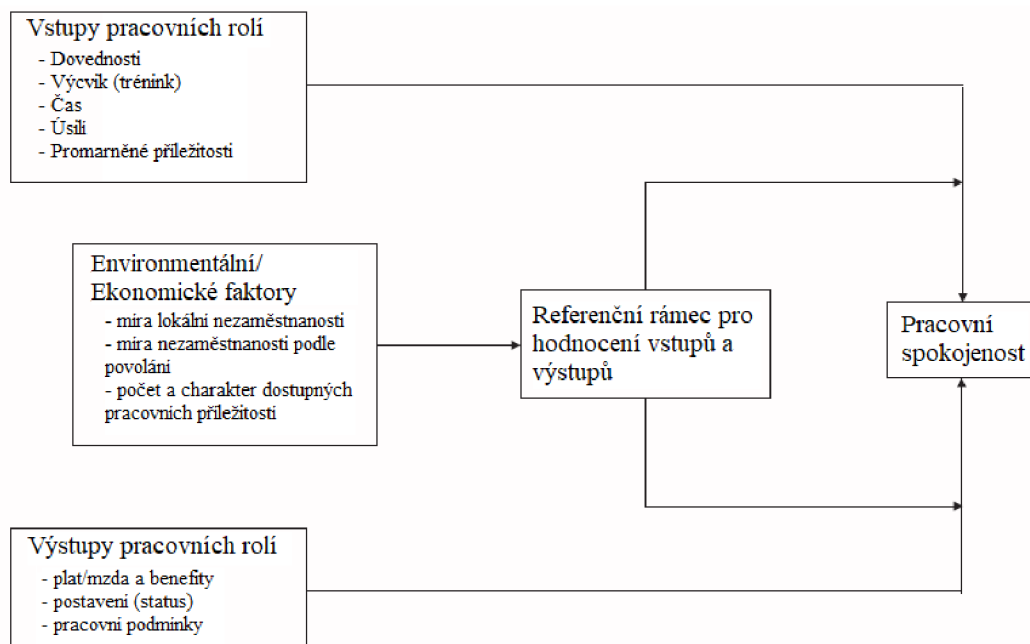 Vstupy pracovních rolí
- Dovednosti
- Výcvik (trénink)
- Čas
- Úsilí
- Promarněné příležitosti
Environmentální/
Ekonomické faktory
- míra lokální nezaměstnanosti
- míra nezaměstnanosti podle
povolání
- počet a charakter dostupných
pracovních příležitostí
Referenční rámec pro
hodnocení vstupů a
výstupů
Pracovní
spokojenost
Výstupy pracovních rolí
- plat/mzda a benefity
- postavení (status)
- pracovní podmínky